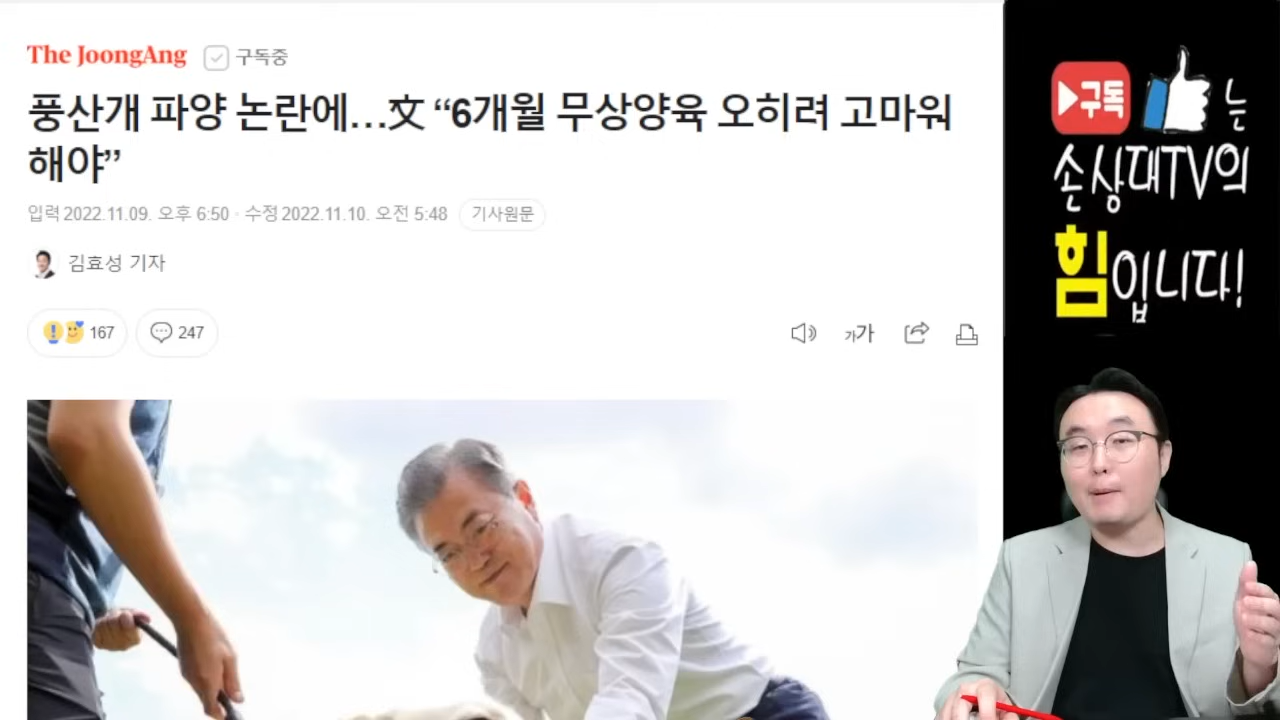 The JoongAng 구독중
풍산개 파양 논란에…文 “6개월 무상양육 오히려 고마워
해야”
입력 2022.11.09. 오후 6:50 · 수정 2022.11.10. 오전 5:48 기사원문
김효성 기자
167 247
가가
구독 는
손상대TV의
힘입니다!